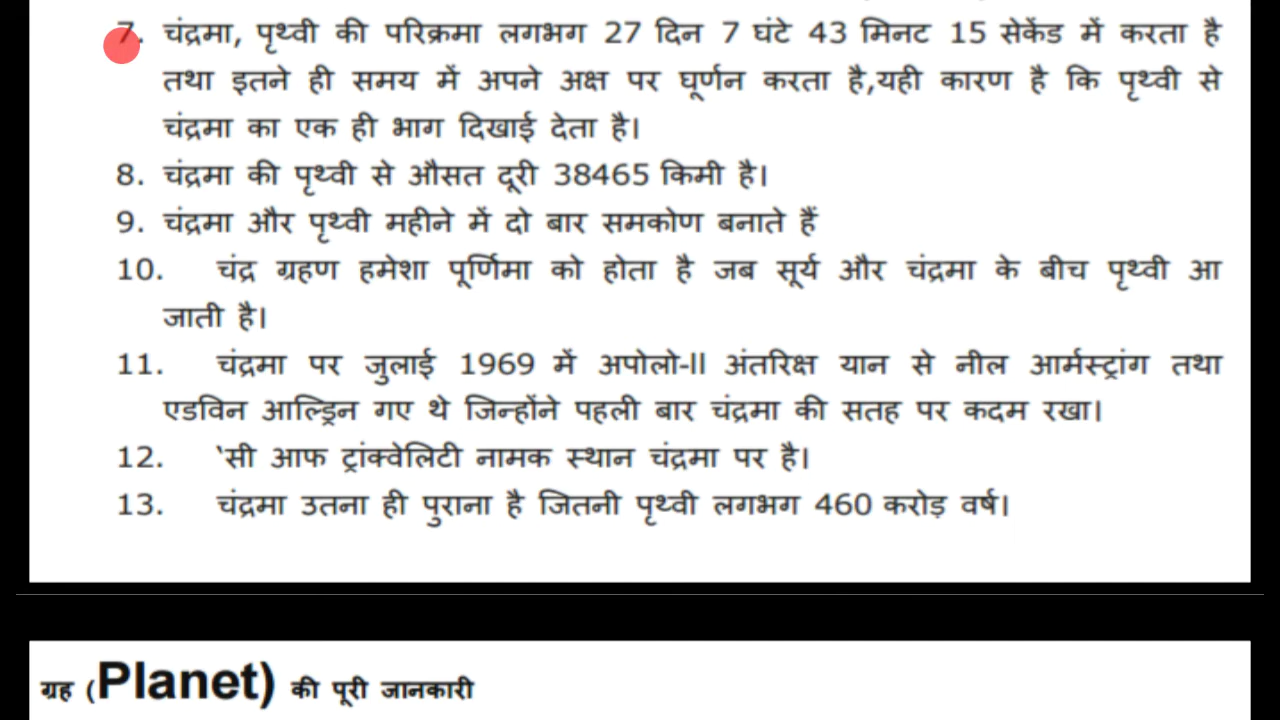 7. चंद्रमा, पृथ्वी की परिक्रमा लगभग 27 दिन 7 घंटे 43 मिनट 15 सेकेंड में करता है
तथा इतने ही समय में अपने अक्ष पर घूर्णन करता है,यही कारण है कि पृथ्वी से
चंद्रमा का एक ही भाग दिखाई देता है।
8. चंद्रमा की पृथ्वी से औसत दूरी 38465 किमी है।
9. चंद्रमा और पृथ्वी महीने में दो बार समकोण बनाते हैं
10. चंद्र ग्रहण हमेशा पूर्णिमा को होता है जब सूर्य और चंद्रमा के बीच पृथ्वी आ
जाती है।
11. चंद्रमा पर जुलाई 1969 में अपोलो-II अंतरिक्ष यान से नील आर्मस्ट्रांग तथा
एडविन आल्ड्रिन गए थे जिन्होंने पहली बार चंद्रमा की सतह पर कदम रखा।
12. `सी आफ ट्रांक्वेलिटी नामक स्थान चंद्रमा पर है।
13. चंद्रमा उतना ही पुराना है जितनी पृथ्वी लगभग 460 करोड़ वर्ष।
ग्रह (Planet) की पूरी जानकारी